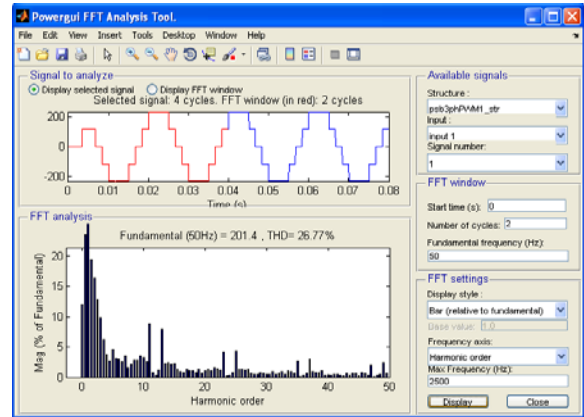 Powergui FFT Analysis Tool.
File Edit View Insert Tools Desktop Window Help
Signal to analyze
Display selected signal Display FFT window
Selected signal: 4 cycles. FFT window (in red): 2 cycles
200
0
-200
0 0.01 0.02 0.03 0.04 0.05 0.06 0.07 0.08
Time (s)
FFT analysis
Fundamental (50Hz) = 201.4 , THD= 26.77%
Mag (% of Fundamental)
20
15
10
5
0
0 10 20 30 40 50
Harmonic order
Available signals
Structure :
psb3phPWM1_str
Input :
input 1
Signal number:
1
FFT window
Start time (s): 0
Number of cycles: 2
Fundamental frequency (Hz):
50
FFT settings
Display style :
Bar (relative to fundamental)
Base value: 1.0
Frequency axis:
Harmonic order
Max Frequency (Hz):
2500
Display Close